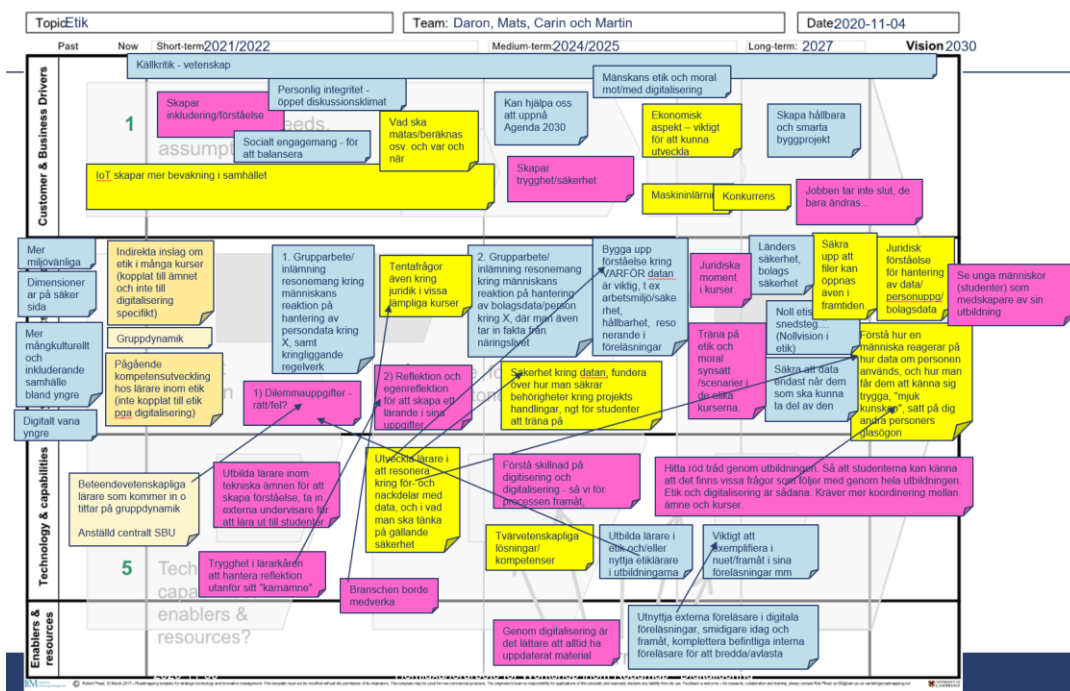 Topic: Etik
Team: Daron, Mats, Carin och Martin
Date: 2020-11-04
Past
Now
Short-term: 2021/2022
Medium-term: 2024/2025
Long-term: 2027
Vision 2030
Customer & Business Drivers
Källkritik - vetenskap
1
assum
Skapar
inkludering/förståelse
Personlig integritet -
öppet diskussionsklimat
Socialt engagemang - för
att balansera
Vad ska
mätas/beräknas
osv. och var och
när
IoT skapar mer bevakning i samhället
Kan hjälpa oss
att uppnå
Agenda 2030
Skapar
trygghet/säkerhet
Mänskans etik och moral
mot/med digitalisering
Ekonomisk
aspekt – viktigt
för att kunna
utveckla
Maskininlärnin
Konkurrens
Skapa hållbara
och smarta
byggprojekt
Jobben tar inte slut, de
bara ändras...
Mer
miljövänliga
Dimensioner
ar på säker
sida
Mer
mångkulturellt
och
inkluderande
samhälle
bland yngre
Digitalt vana
yngre
Indirekta inslag om
etik i många kurser
(kopplat till ämnet
och inte till
digitalisering
specifikt)
Gruppdynamik
Pågående
kompetensutveckling
hos lärare inom etik
(inte kopplat till etik
pga digitalisering)
1. Grupparbete/
inlämning
resonemang kring
människans
reaktion på
hantering av
persondata kring
X, samt
kringliggande
regelverk
1) Dilemmauppgifter -
rätt/fel?
Tentafrågor
även kring
juridik i vissa
lämpliga kurser
2) Reflektion och
egenreflektion
för att skapa ett
lärande i sina
uppgifter
2. Grupparbete/
inlämning resonemang
kring människans
reaktion på hantering
av bolagsdata/person
kring X, där man även
tar in fakta från
näringslivet
Säkerhet kring datan, fundera
över hur man säkrar
behörigheter kring projekts
handlingar, ngt för studenter
att träna på
Bygga upp
förståelse kring
VARFÖR datan
är viktig, t ex
arbetsmiljö/säke
rhet,
hållbarhet, reso
nerande i
föreläsningar
Juridiska
moment
i kurser
Träna på
etik och
moral
synsätt
/scenarier i
de olika
kurserna.
Länders
säkerhet,
bolags
säkerhet
Noll etis
snedsteg....
(Nollvision i
etik)
Säkra att data
endast når dem
som ska kunna
ta del av den
Säkra
upp att
filer kan
öppnas
även i
framtiden.
Juridisk
förståelse
för hantering
av data/
personuppg/
bolagsdata
Förstå hur en
människa reagerar på
hur data om personen
används, och hur man
får dem att känna sig
trygga, "mjuk
kunskap", sätt på dig
andra personers
glasögon
Se unga människor
(studenter) som
medskapare av sin
utbildning
Technology & capabilities
Beteendevetenskapliga
lärare som kommer in o
tittar på gruppdynamik
Anställd centralt SBU
5
Tech
capa
enablers &
resources?
Utbilda lärare inom
tekniska ämnen för att
skapa förståelse, ta in
externa undervisare för
att lära ut till studenter
Trygghet i lärarkåren
att hantera reflektion
utanför sitt "kärnämne"
Utveckla lärare i
att resonera
kring för- och
nackdelar med
data, och i vad
man ska tänka
på gällande
säkerhet
Branschen borde
medverka
Förstå skillnad på
digitisering och
digitalisering - så vi för
processen framåt,
Tvärvetenskapliga
lösningar/
kompetenser
Utbilda lärare i
etik och/eller
nyttja etiklärare
i utbildningarna
Hitta röd tråd genom utbildningen. Så att studenterna kan känna
att det finns vissa frågor som följer med genom hela utbildningen.
Etik och digitalisering är sådana. Kräver mer koordinering mellan
ämne och kurser.
Viktigt att
exemplifiera i
nuet/framåt i sina
föreläsningar mm
Enablers &
resources
Genom digitalisering är
det lättare att alltid ha
uppdaterat material
Utnyttja externa föreläsare i digitala
föreläsningar, smidigare idag och
framåt, komplettera befintliga interna
föreläsare för att bredda/avlasta